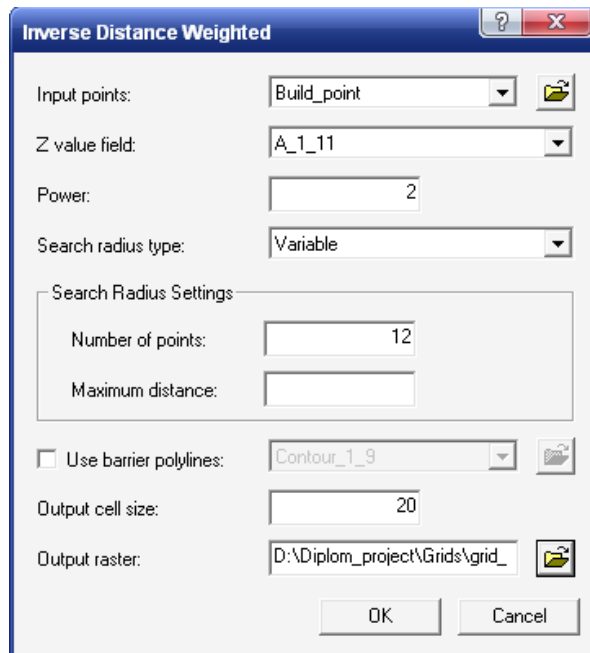 Inverse Distance Weighted
Input points: Build_point
Z value field: A_1_11
Power: 2
Search radius type: Variable
Search Radius Settings
Number of points: 12
Maximum distance:
Use barrier polylines: Contour_1_9
Output cell size: 20
Output raster: D:\Diplom_project\Grids\grid_
OK Cancel